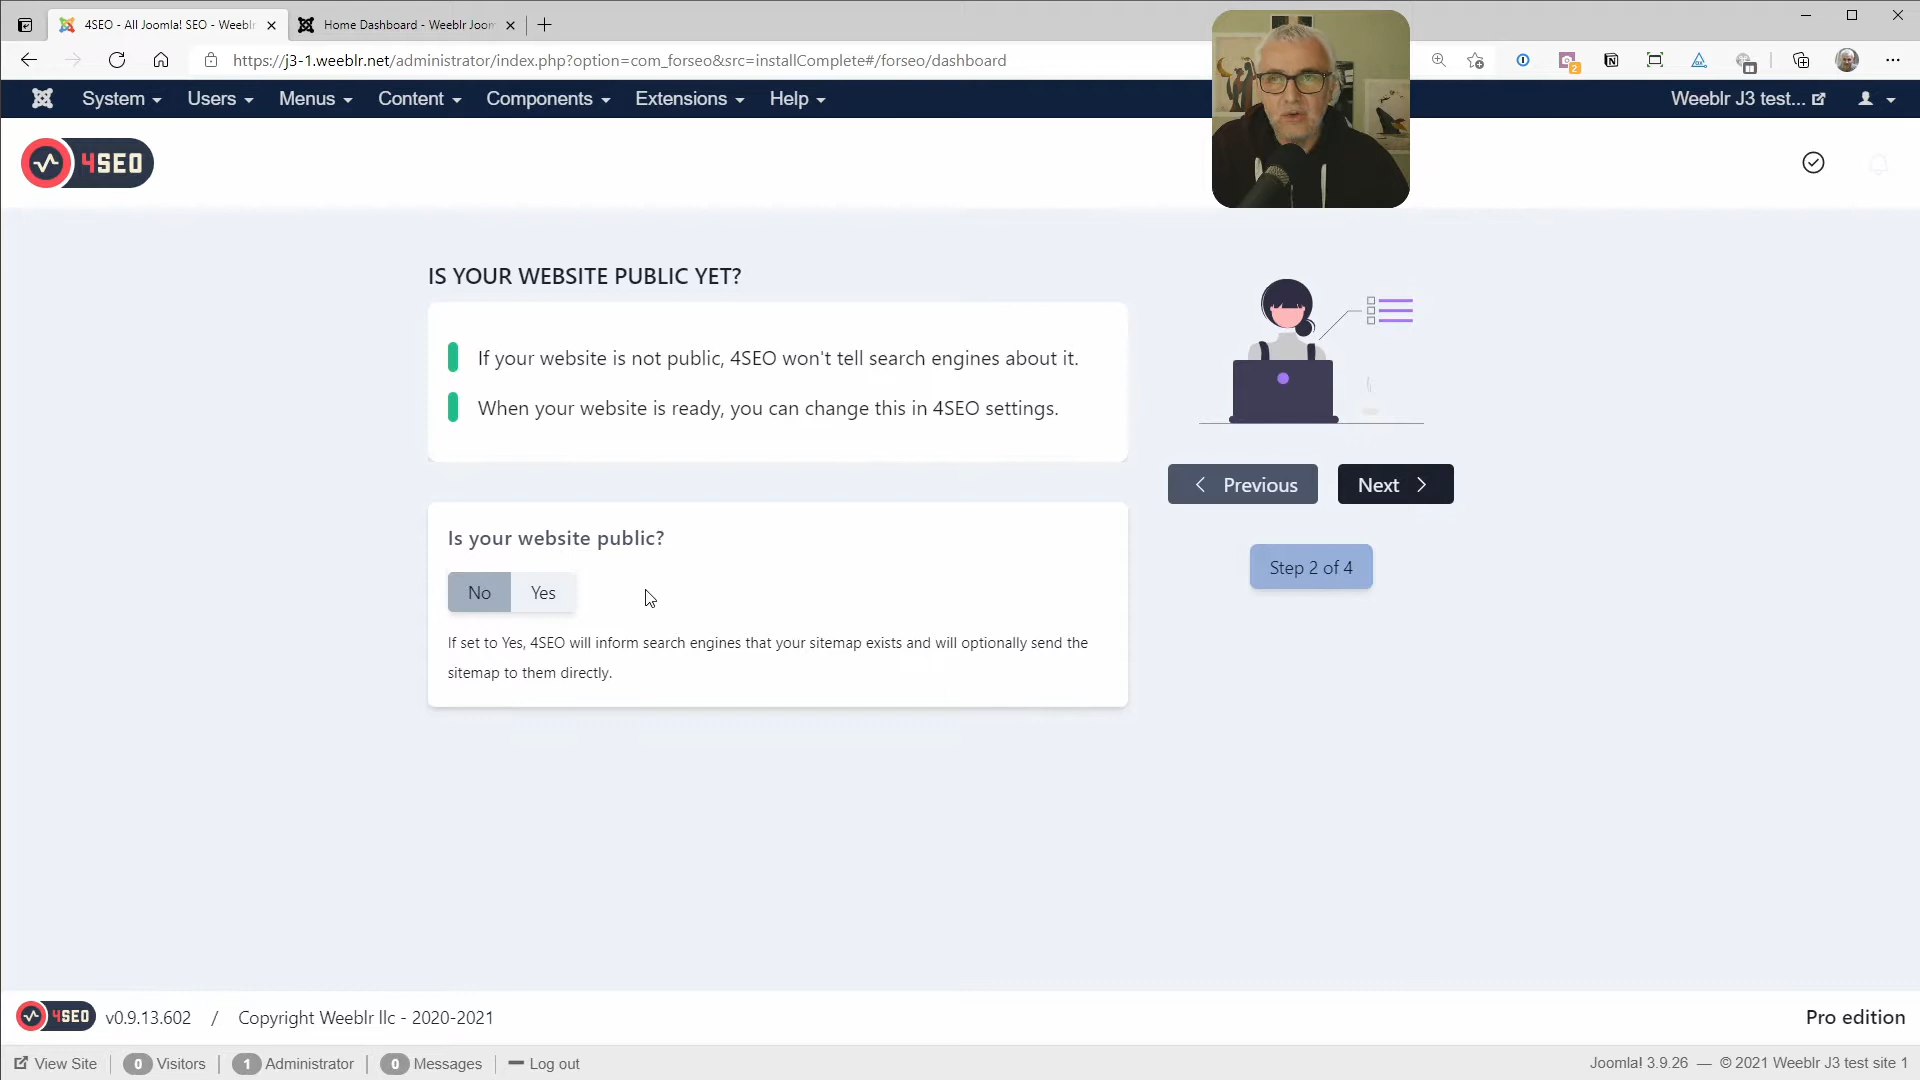 4SEO - All Joomla! SEO - Weeblr
Home Dashboard - Weeblr Joom
https://j3-1.weeblr.net/administrator/index.php?option=com_forseo&src=installComplete#/forseo/dashboard
2
System
Users
Menus
Content
Components
Extensions
Help
Weeblr J3 test...
4SEO
IS YOUR WEBSITE PUBLIC YET?
If your website is not public, 4SEO won't tell search engines about it.
When your website is ready, you can change this in 4SEO settings.
Previous
Next
Step 2 of 4
Is your website public?
No
Yes
If set to Yes, 4SEO will inform search engines that your sitemap exists and will optionally send the
sitemap to them directly.
4SEO v0.9.13.602 / Copyright Weeblr llc - 2020-2021
Pro edition
View Site
0 Visitors
1 Administrator
0 Messages
Log out
Joomla! 3.9.26 — © 2021 Weeblr J3 test site 1